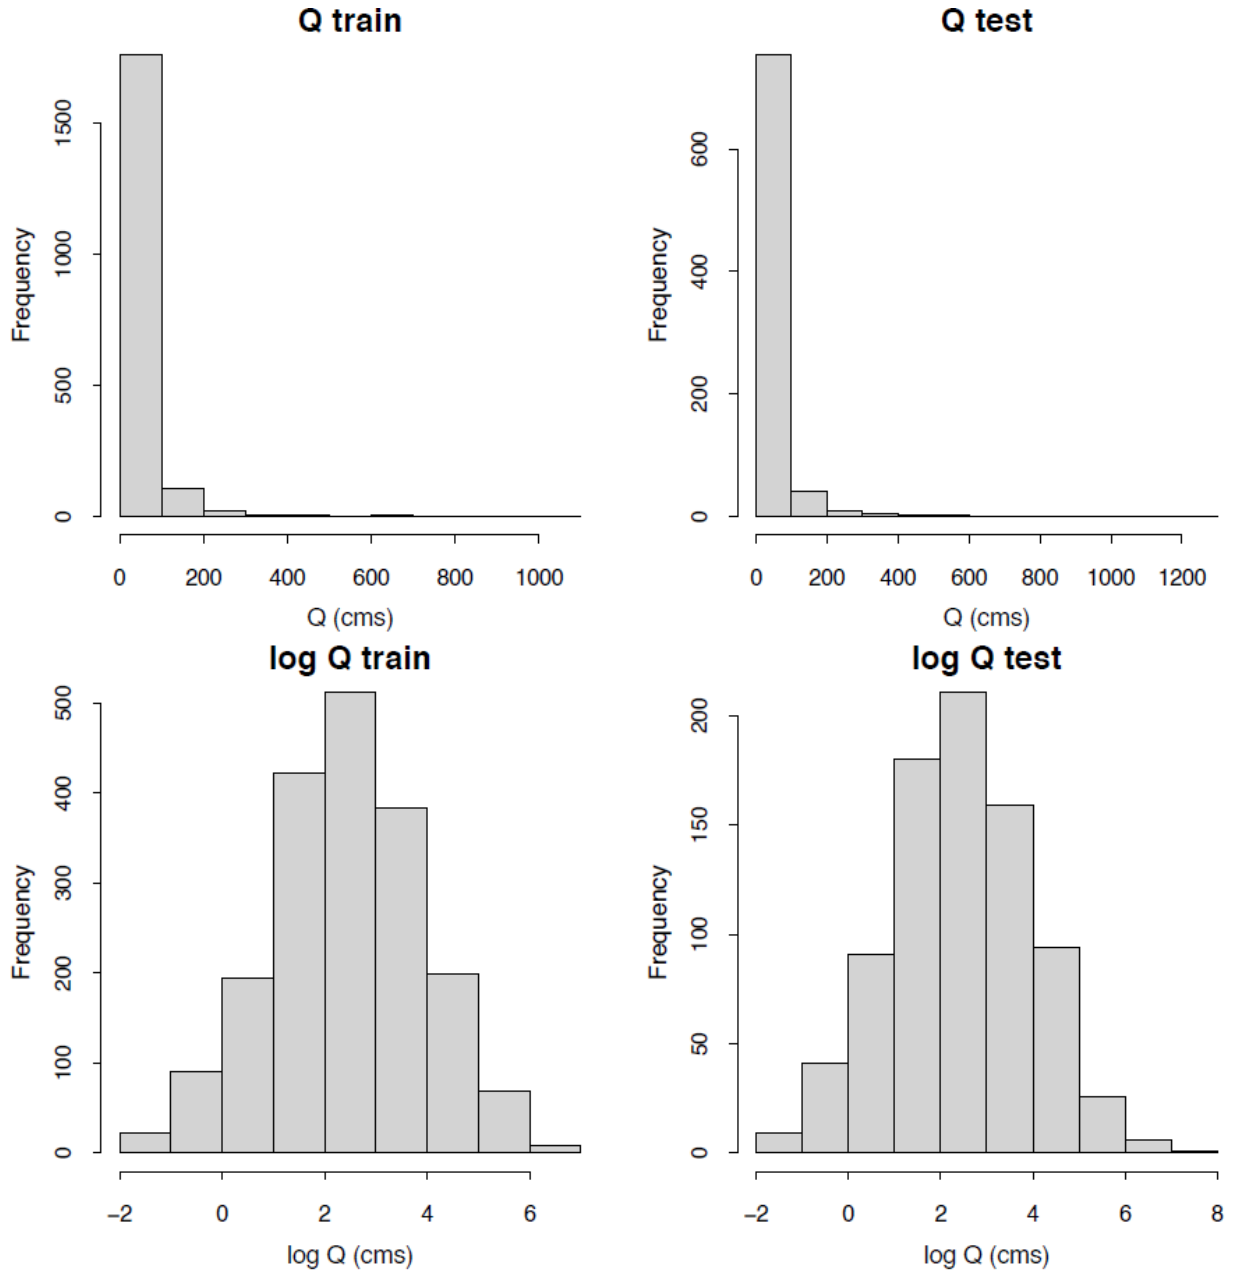 Q train
Frequency
1500
1000
500
0
0 200 400 600 800 1000
Q (cms)
Q test
Frequency
600
400
200
0
0 200 400 600 800 1000 1200
Q (cms)
log Q train
Frequency
500
400
300
200
100
0
−2 0 2 4 6
log Q (cms)
log Q test
Frequency
200
150
100
50
0
−2 0 2 4 6 8
log Q (cms)